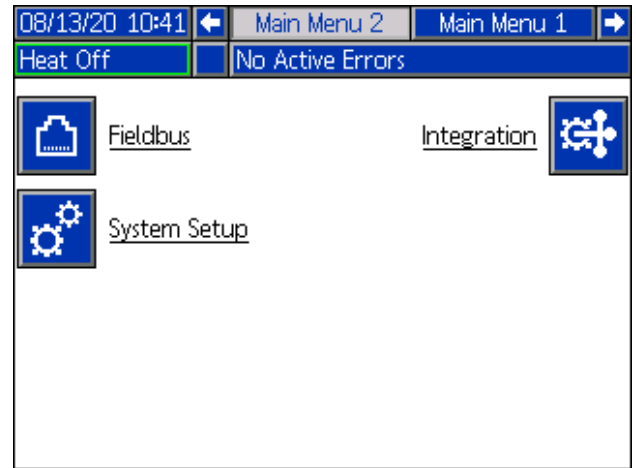 08/13/20 10:41 Main Menu 2 Main Menu 1
Heat Off No Active Errors
Fieldbus Integration
System Setup